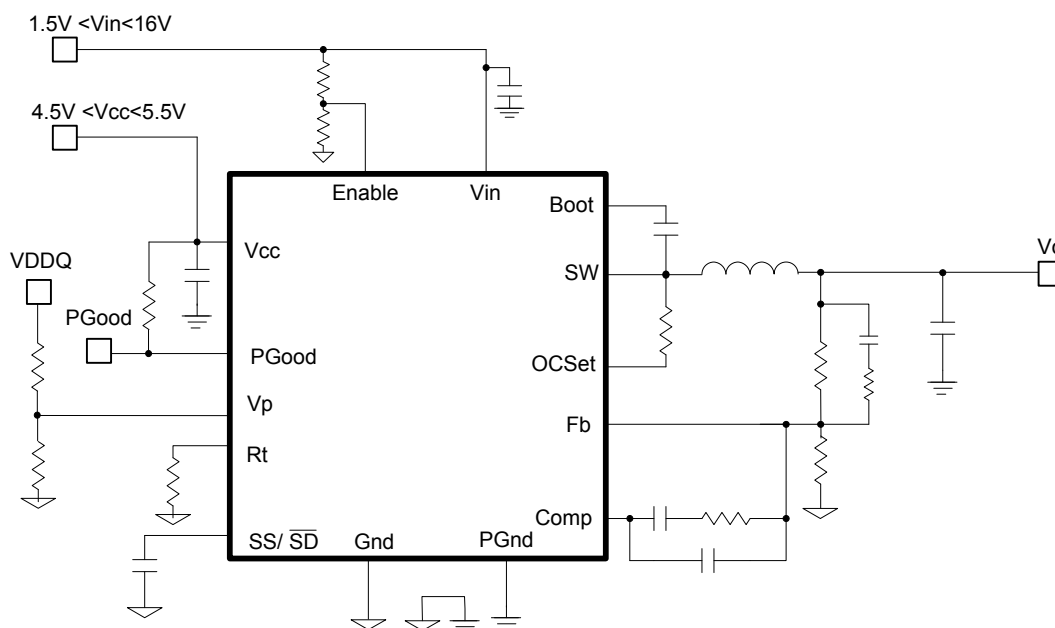 1.5V <Vin<16V
4.5V <Vcc<5.5V
Enable
Vin
Boot
Vcc
SW
VDDQ
PGood
PGood
OCSet
Vp
Fb
Rt
Comp
SS/ SD
Gnd
PGnd